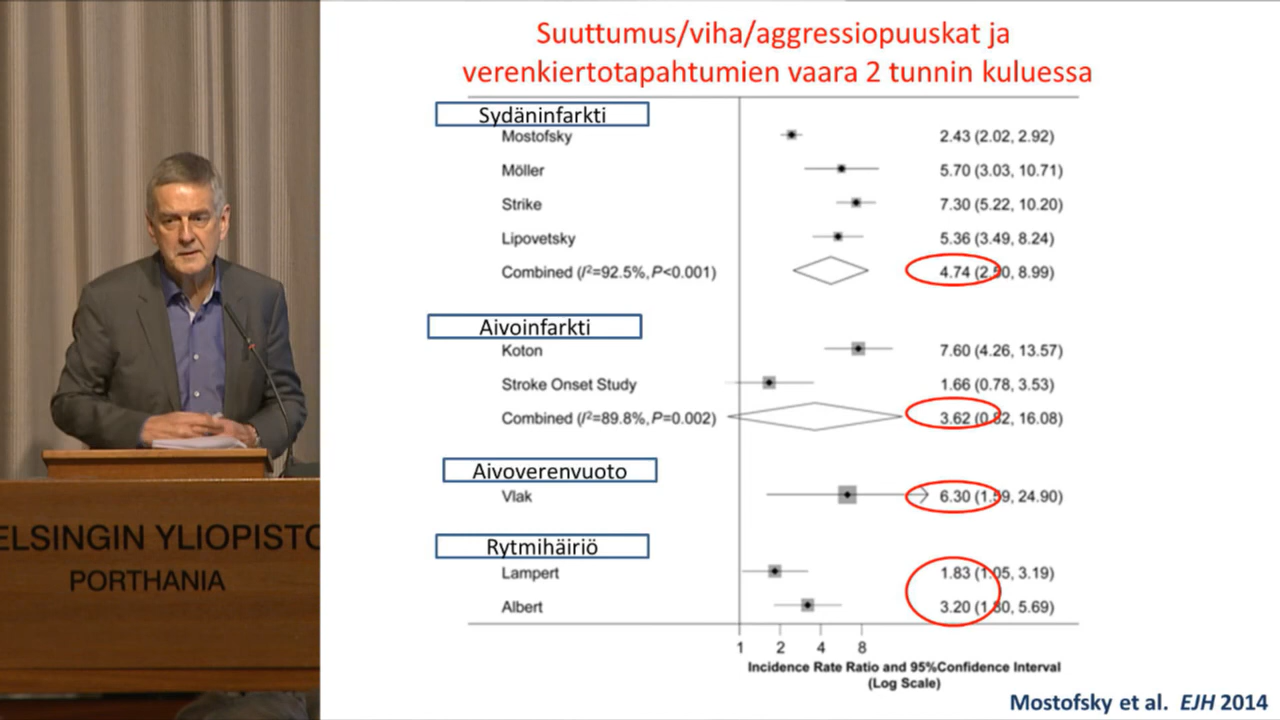 Suuttumus/viha/aggressiopuuskat ja
verenkiertotapahtumien vaara 2 tunnin kuluessa
Sydäninfarkti
Mostofsky 2.43 (2.02, 2.92)
Möller 5.70 (3.03, 10.71)
Strike 7.30 (5.22, 10.20)
Lipovetsky 5.36 (3.49, 8.24)
Combined (I²=92.5%, P<0.001) 4.74 (2.50, 8.99)
Aivoinfarkti
Koton 7.60 (4.26, 13.57)
Stroke Onset Study 1.66 (0.78, 3.53)
Combined (I²=89.8%, P=0.002) 3.62 (0.82, 16.08)
Aivoverenvuoto
Vlak 6.30 (1.59, 24.90)
Rytmihäiriö
Lampert 1.83 (1.05, 3.19)
Albert 3.20 (1.80, 5.69)
1 2 4 8
Incidence Rate Ratio and 95%Confidence Interval
(Log Scale)
Mostofsky et al. EJH 2014
ELSINGIN YLIOPISTO
PORTHANIA